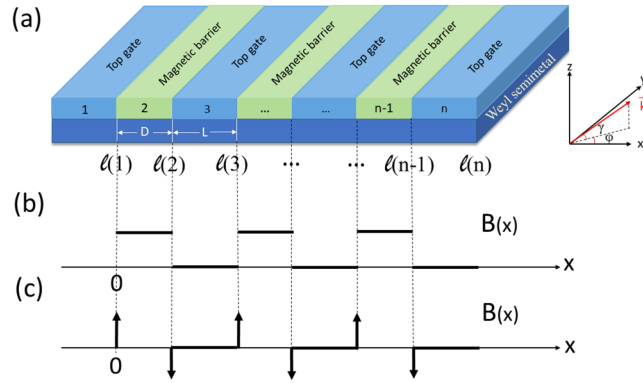 (a)
Top gate
Magnetic barrier
Top gate
Magnetic barrier
Top gate
Magnetic barrier
Top gate
1 2 3 ... ... n-1 n
D L
Weyl semimetal
z
y
k
γ
φ
x
ℓ(1) ℓ(2) ℓ(3) ... ... ℓ(n-1) ℓ(n)
(b)
B(x)
0
x
(c)
B(x)
0
x